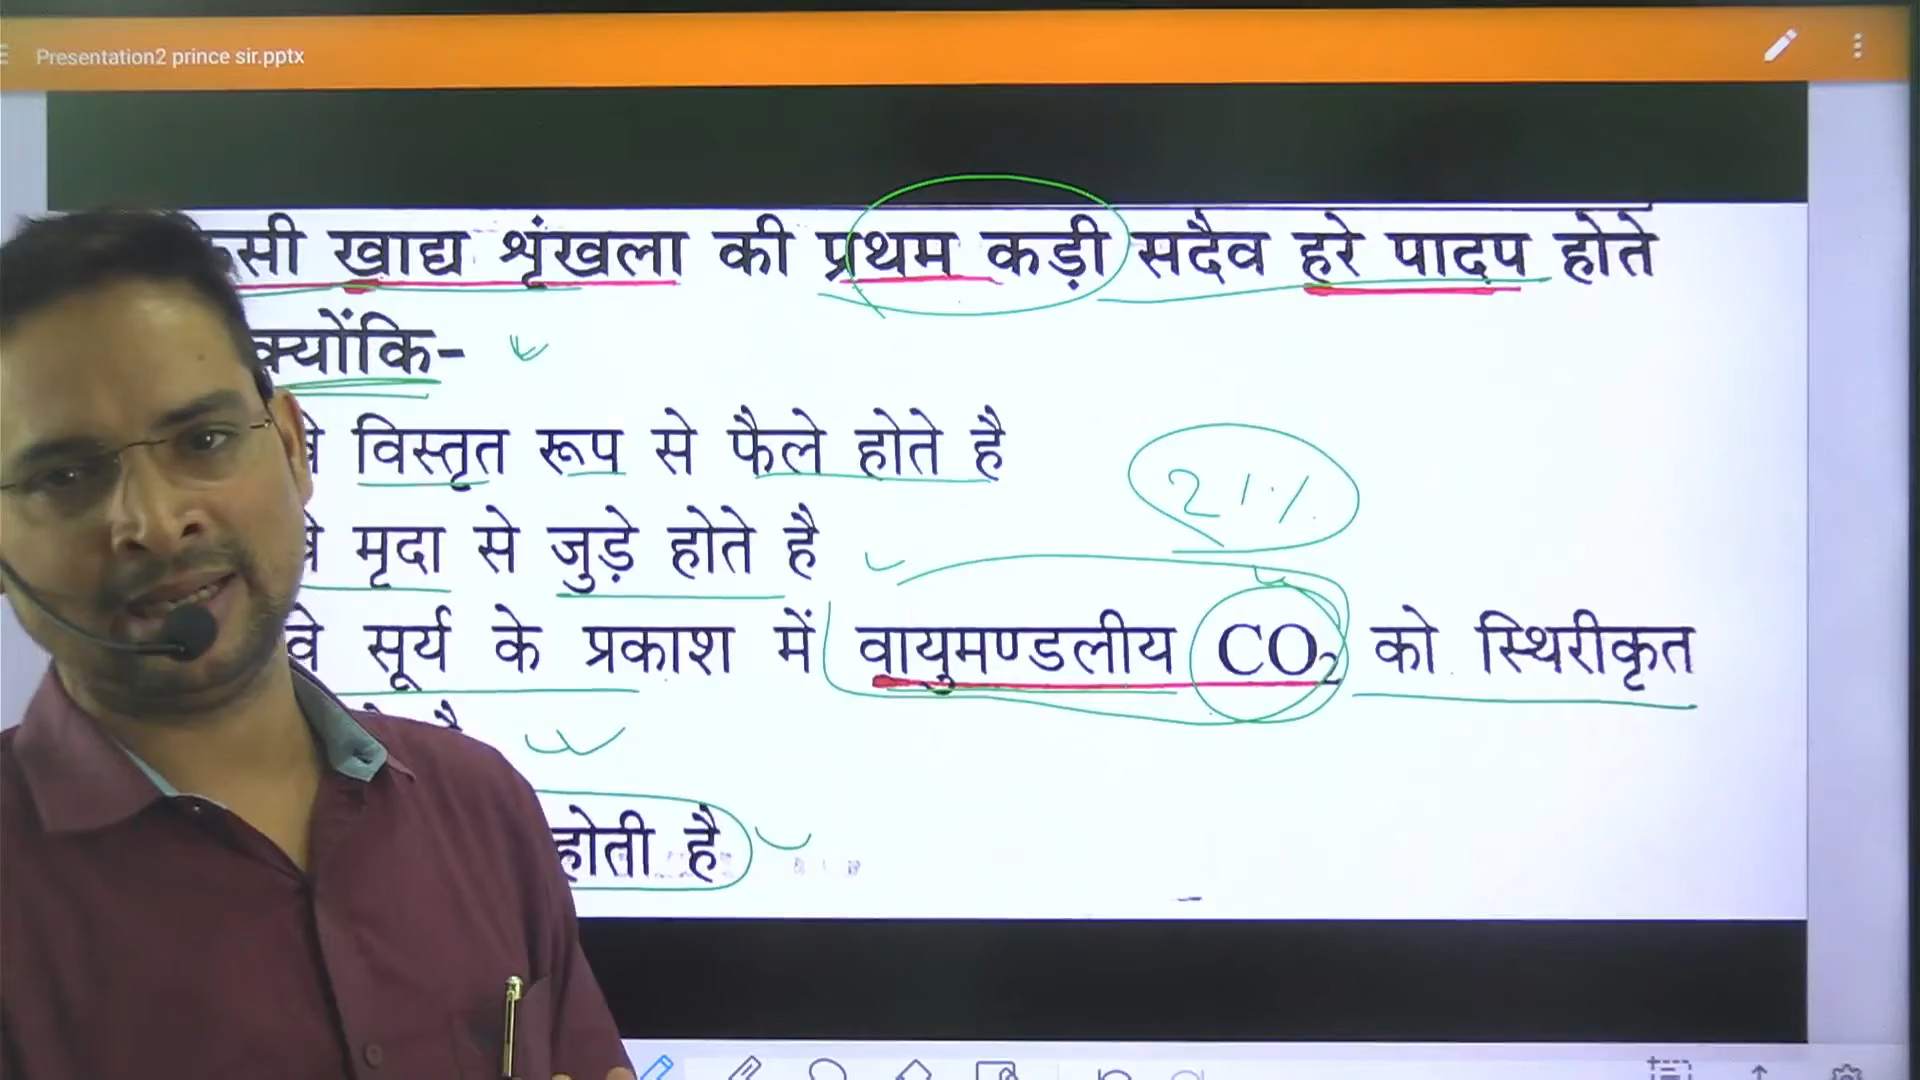 Presentation2 prince sir.pptx
खाद्य शृंखला की प्रथम कड़ी सदैव हरे पादप होते
क्योंकि-
विस्तृत रूप से फैले होते है
21%
मृदा से जुड़े होते है
वे सूर्य के प्रकाश में वायुमण्डलीय CO₂ को स्थिरीकृत
होती है